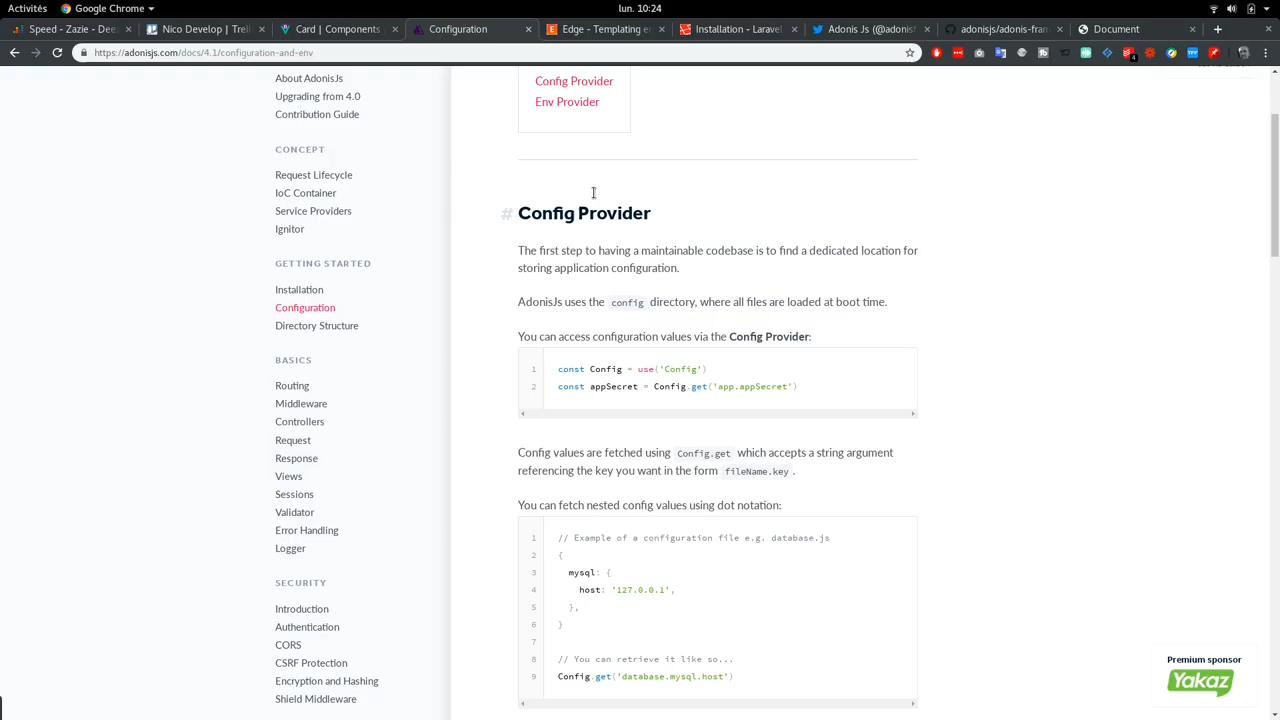 Activités
Google Chrome
lun. 10:24
Speed - Zazie - Dee
Nico Develop | Trell
Card | Components
Configuration
Edge - Templating en
Installation - Laravel
Adonis Js (@adonis
adonisjs/adonis-fram
Document
https://adonisjs.com/docs/4.1/configuration-and-env
4
About AdonisJs
Upgrading from 4.0
Contribution Guide
CONCEPT
Request Lifecycle
IoC Container
Service Providers
Ignitor
GETTING STARTED
Installation
Configuration
Directory Structure
BASICS
Routing
Middleware
Controllers
Request
Response
Views
Sessions
Validator
Error Handling
Logger
SECURITY
Introduction
Authentication
CORS
CSRF Protection
Encryption and Hashing
Shield Middleware
Config Provider
Env Provider
# Config Provider
The first step to having a maintainable codebase is to find a dedicated location for
storing application configuration.
AdonisJs uses the config directory, where all files are loaded at boot time.
You can access configuration values via the Config Provider:
1 const Config = use('Config')
2 const appSecret = Config.get('app.appSecret')
Config values are fetched using Config.get which accepts a string argument
referencing the key you want in the form fileName.key.
You can fetch nested config values using dot notation:
1 // Example of a configuration file e.g. database.js
2 {
3 mysql: {
4 host: '127.0.0.1',
5 },
6 }
7
8 // You can retrieve it like so...
9 Config.get('database.mysql.host')
Premium sponsor
Yakaz